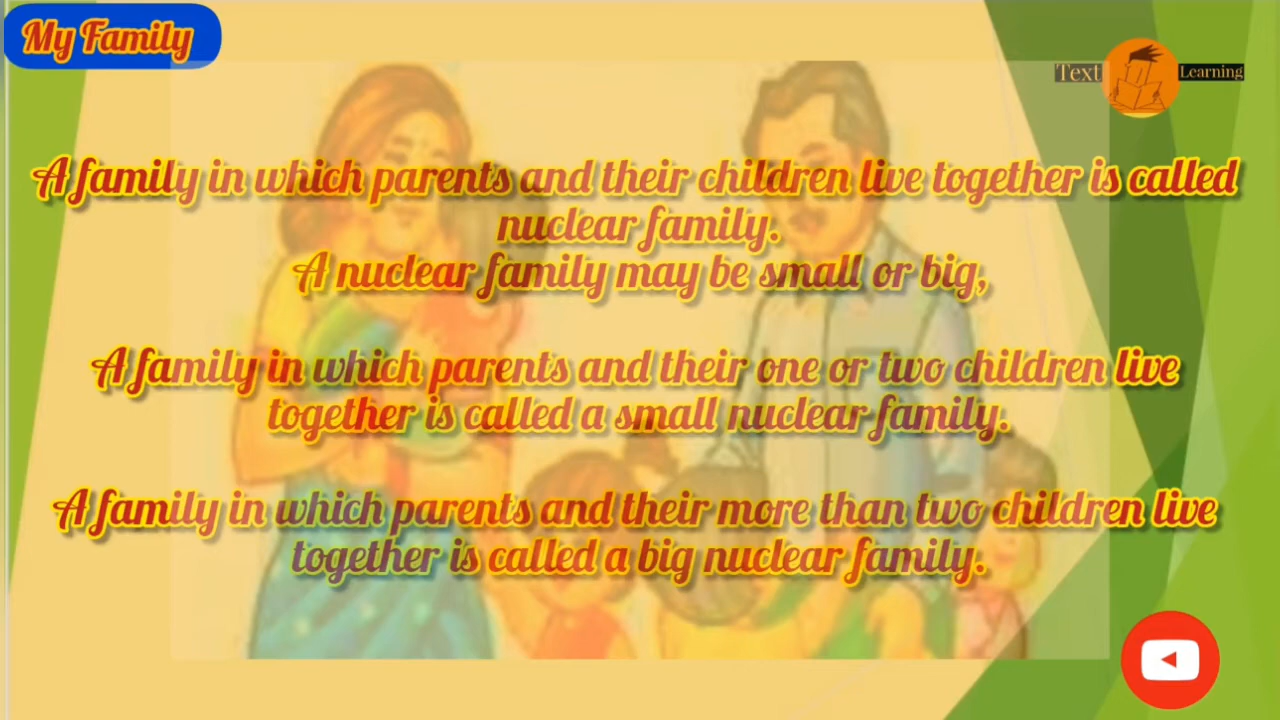 My Family
Text Learning
A family in which parents and their children live together is called
nuclear family.
A nuclear family may be small or big,
A family in which parents and their one or two children live
together is called a small nuclear family.
A family in which parents and their more than two children live
together is called a big nuclear family.